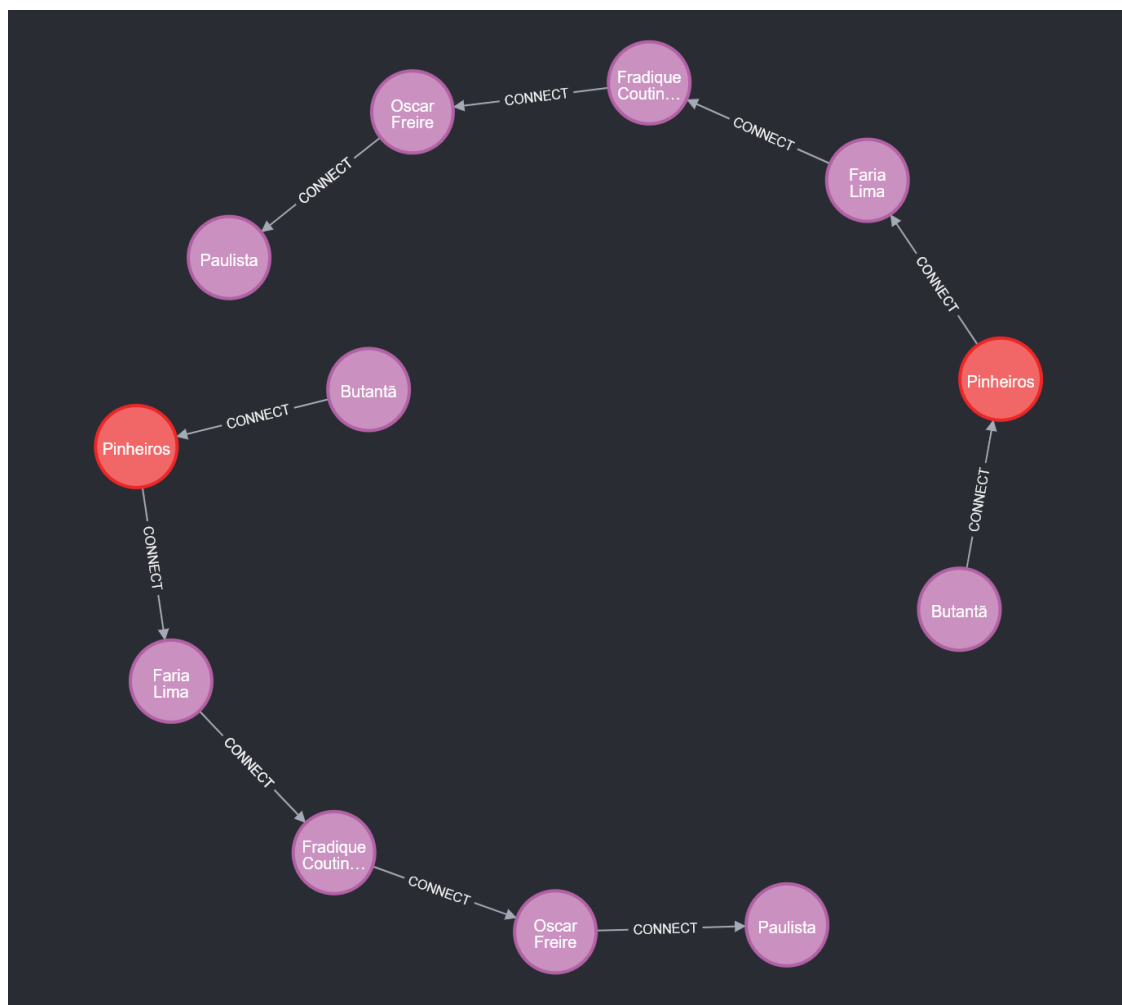 Fradique
Coutin…
CONNECT
Oscar
Freire
CONNECT
Faria
Lima
CONNECT
Paulista
CONNECT
Pinheiros
Butantã
CONNECT
Pinheiros
CONNECT
CONNECT
Butantã
Faria
Lima
CONNECT
Fradique
Coutin…
CONNECT
Oscar
Freire
CONNECT
Paulista